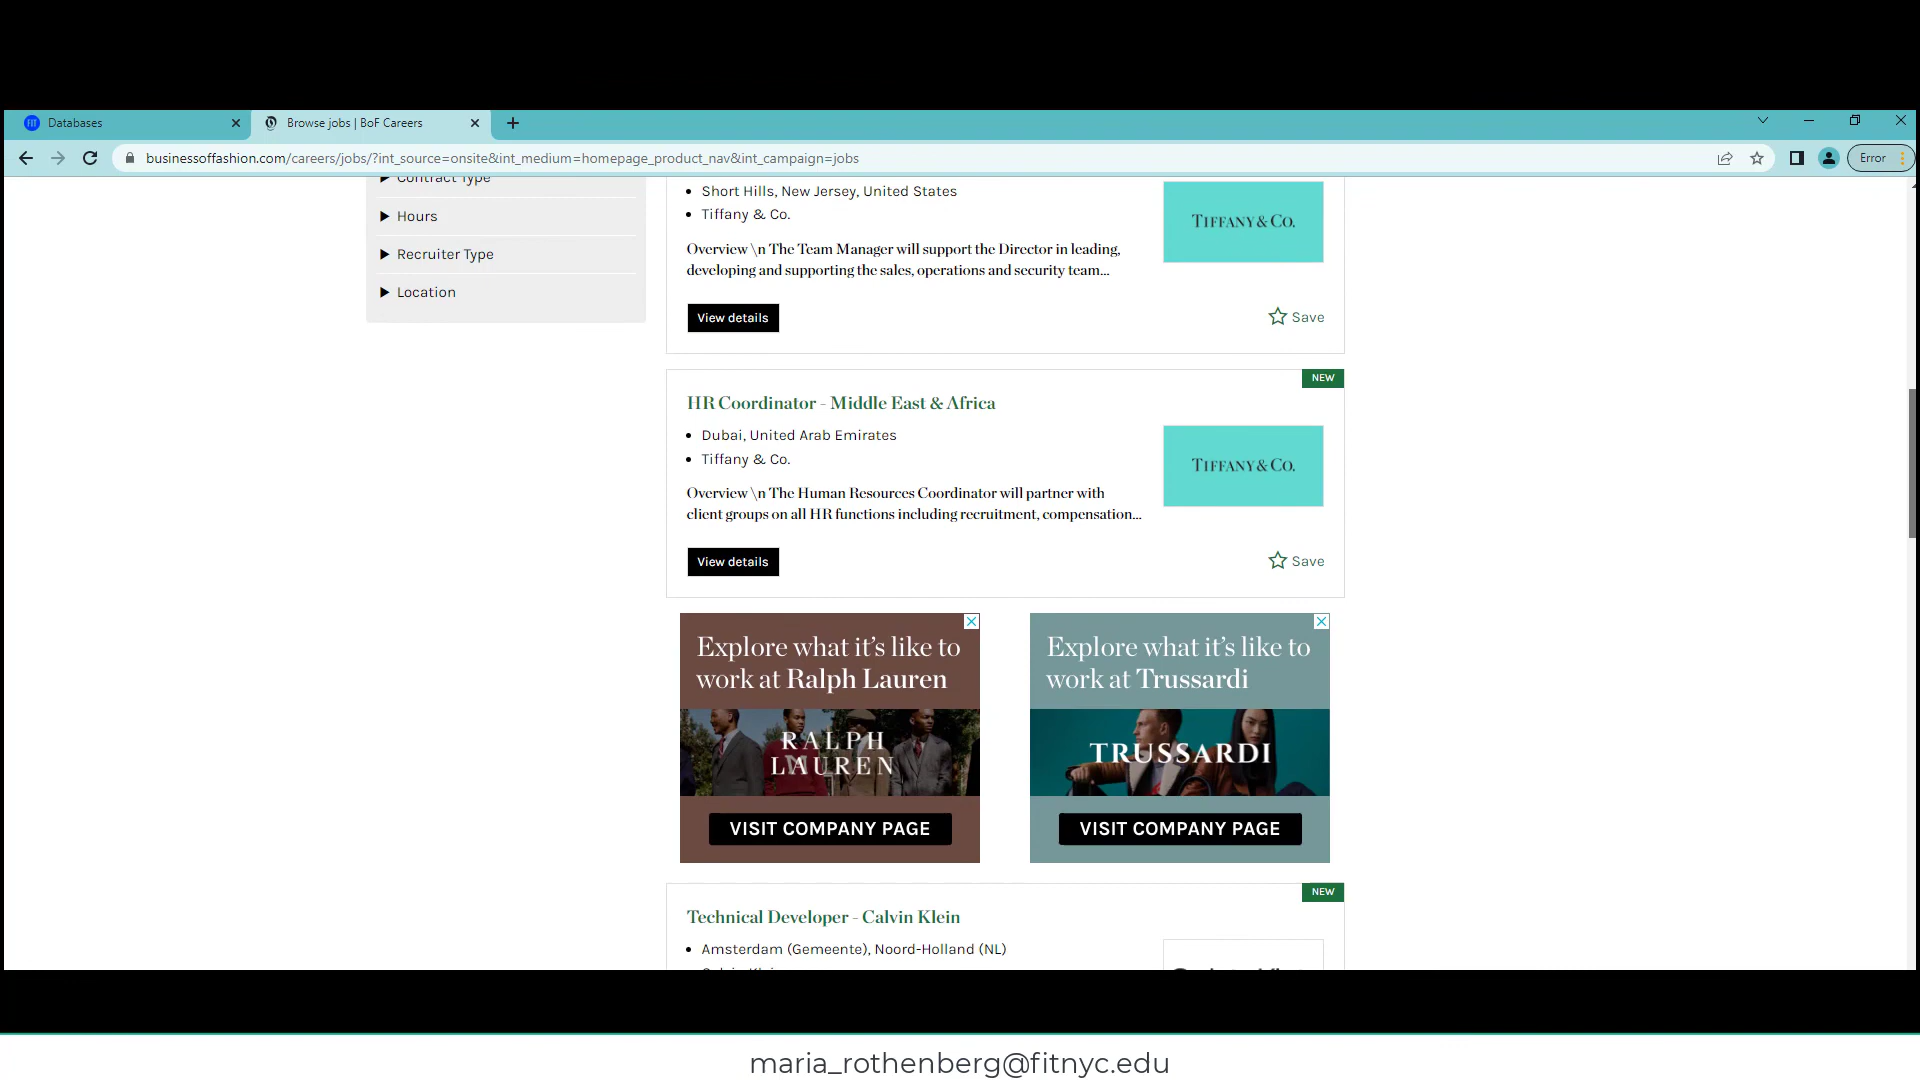 Databases
Browse jobs | BoF Careers
businessoffashion.com/careers/jobs/?int_source=onsite&int_medium=homepage_product_nav&int_campaign=jobs
Error
Contract Type
Hours
Recruiter Type
Location
Short Hills, New Jersey, United States
Tiffany & Co.
Overview \n The Team Manager will support the Director in leading,
developing and supporting the sales, operations and security team...
TIFFANY & CO.
View details
Save
NEW
HR Coordinator - Middle East & Africa
Dubai, United Arab Emirates
Tiffany & Co.
Overview \n The Human Resources Coordinator will partner with
client groups on all HR functions including recruitment, compensation...
TIFFANY & CO.
View details
Save
Explore what it's like to
work at Ralph Lauren
RALPH
LAUREN
VISIT COMPANY PAGE
Explore what it's like to
work at Trussardi
TRUSSARDI
VISIT COMPANY PAGE
NEW
Technical Developer - Calvin Klein
Amsterdam (Gemeente), Noord-Holland (NL)
maria_rothenberg@fitnyc.edu